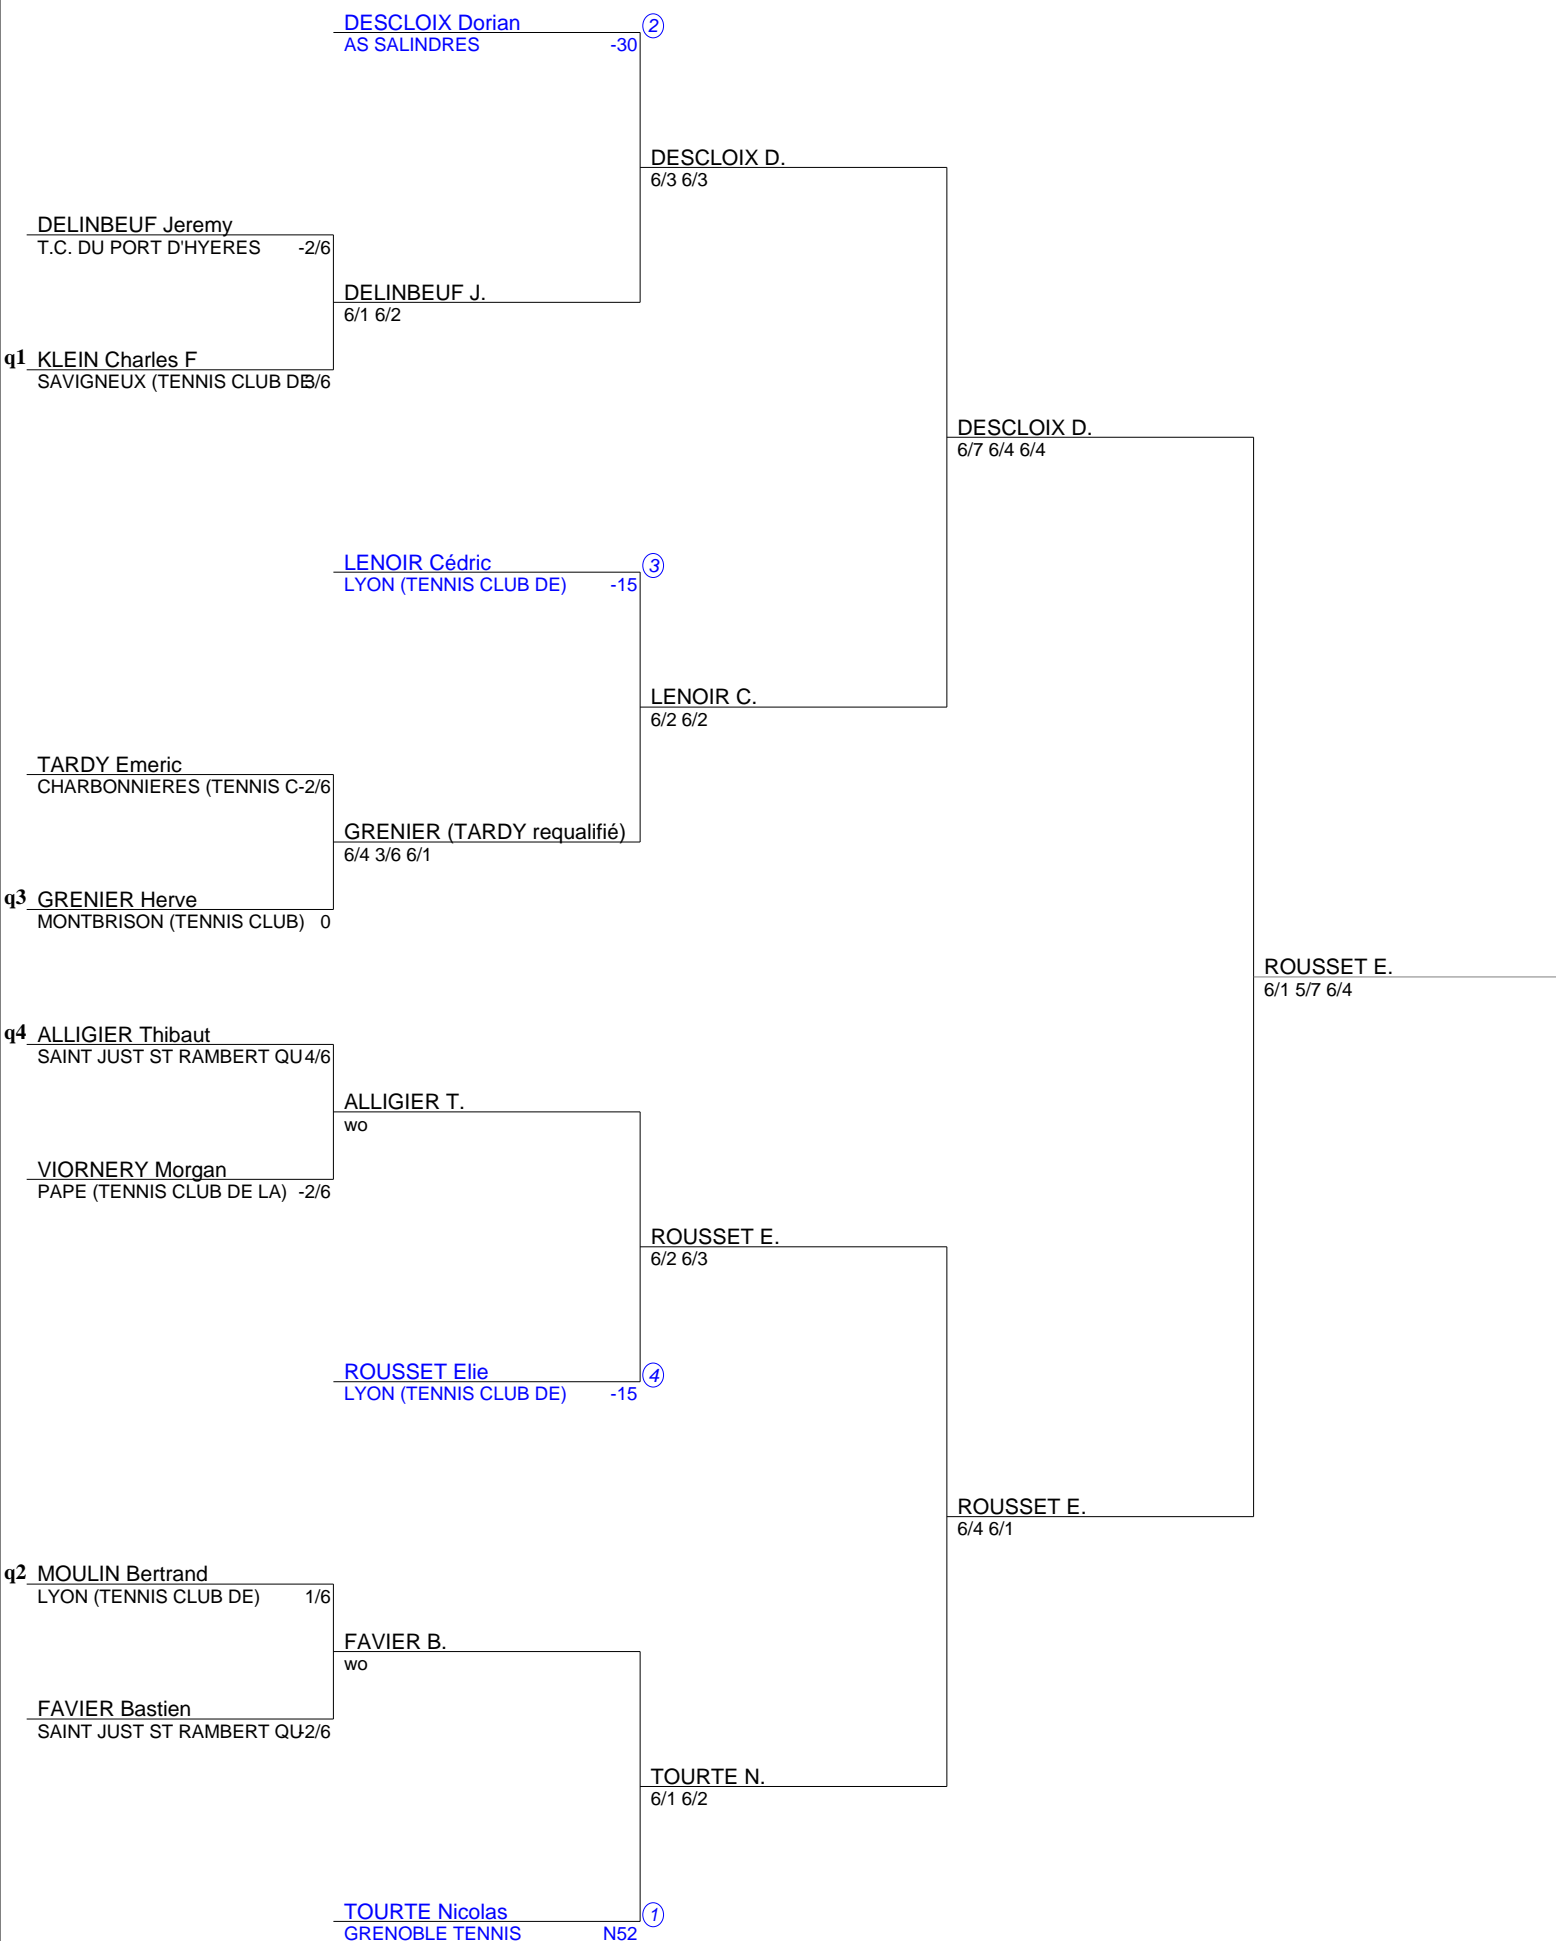 DESCLOIX Dorian 2
AS SALINDRES -30
DESCLOIX D.
6/3 6/3
DELINBEUF Jeremy
T.C. DU PORT D'HYERES -2/6
DELINBEUF J.
6/1 6/2
q1 KLEIN Charles F
SAVIGNEUX (TENNIS CLUB DE 3/6
DESCLOIX D.
6/7 6/4 6/4
LENOIR Cédric 3
LYON (TENNIS CLUB DE) -15
LENOIR C.
6/2 6/2
TARDY Emeric
CHARBONNIERES (TENNIS C -2/6
GRENIER (TARDY requalifié)
6/4 3/6 6/1
q3 GRENIER Herve
MONTBRISON (TENNIS CLUB) 0
ROUSSET E.
6/1 5/7 6/4
q4 ALLIGIER Thibaut
SAINT JUST ST RAMBERT QU 4/6
ALLIGIER T.
wo
VIORNERY Morgan
PAPE (TENNIS CLUB DE LA) -2/6
ROUSSET E.
6/2 6/3
ROUSSET Elie 4
LYON (TENNIS CLUB DE) -15
ROUSSET E.
6/4 6/1
q2 MOULIN Bertrand
LYON (TENNIS CLUB DE) 1/6
FAVIER B.
wo
FAVIER Bastien
SAINT JUST ST RAMBERT QU -2/6
TOURTE N.
6/1 6/2
TOURTE Nicolas 1
GRENOBLE TENNIS N52